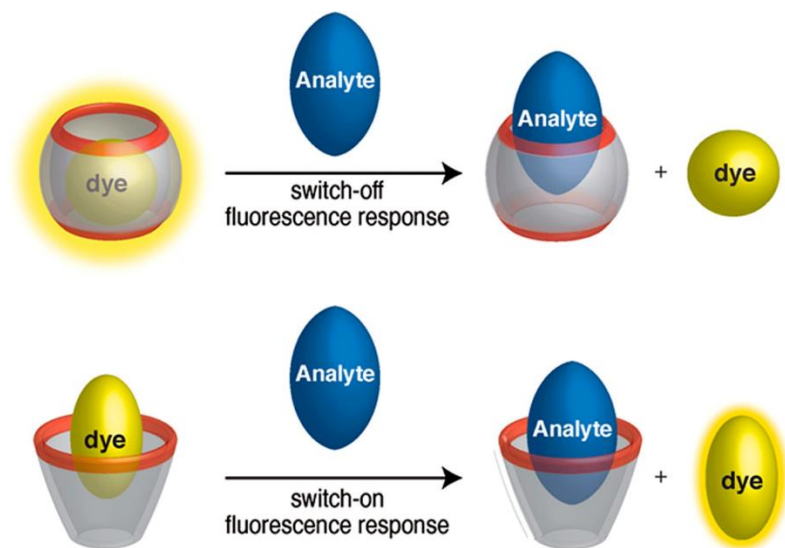 Analyte
dye
Analyte
+
dye
switch-off
fluorescence response
dye
Analyte
Analyte
+
dye
switch-on
fluorescence response